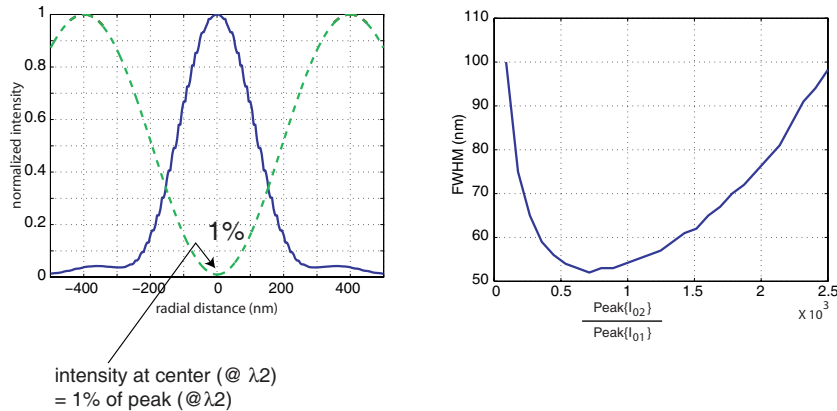 1
0.8
0.6
0.4
0.2
0
normalized intensity
1%
−400 −200 0 200 400
radial distance (nm)
intensity at center (@ λ2)
= 1% of peak (@λ2)
110
100
90
80
70
60
50
FWHM (nm)
0 0.5 1 1.5 2 2.5
X 10³
Peak{I₀₂}
Peak{I₀₁}